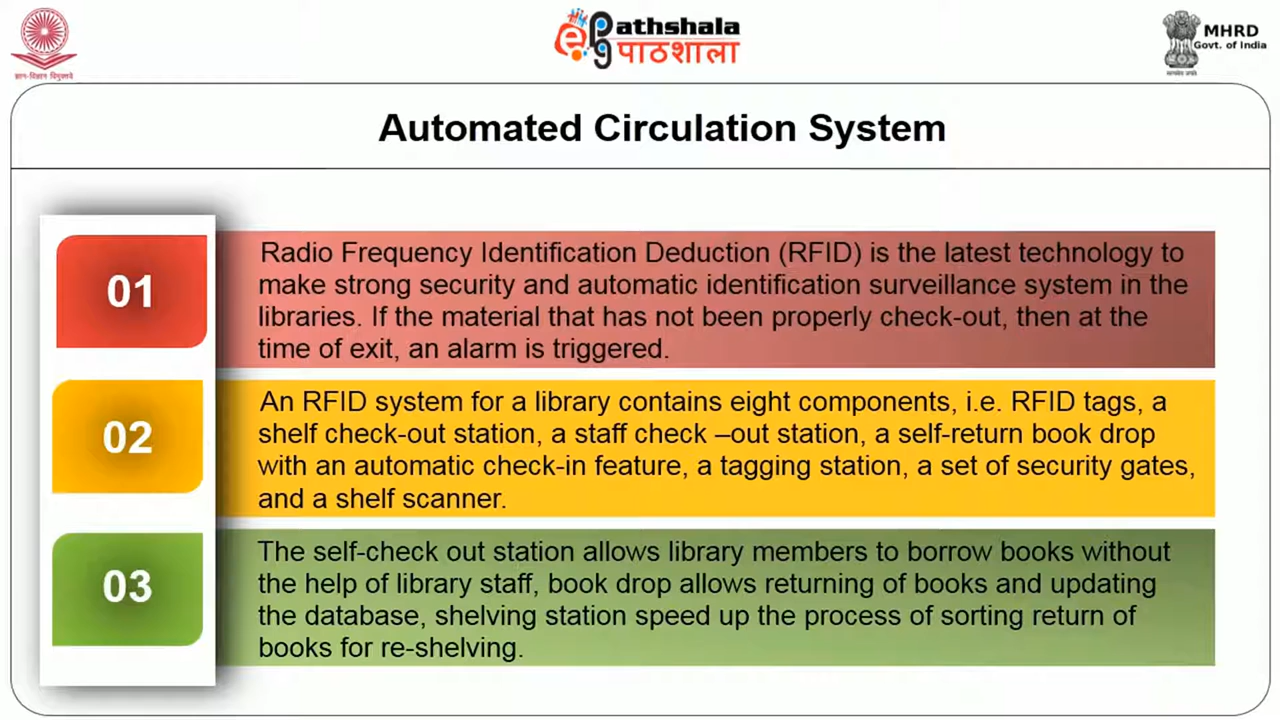 ज्ञान-विज्ञान विमुक्तये
ePG Pathshala
पाठशाला
MHRD
Govt. of India
सत्यमेव जयते
Automated Circulation System
01
Radio Frequency Identification Deduction (RFID) is the latest technology to
make strong security and automatic identification surveillance system in the
libraries. If the material that has not been properly check-out, then at the
time of exit, an alarm is triggered.
02
An RFID system for a library contains eight components, i.e. RFID tags, a
shelf check-out station, a staff check –out station, a self-return book drop
with an automatic check-in feature, a tagging station, a set of security gates,
and a shelf scanner.
03
The self-check out station allows library members to borrow books without
the help of library staff, book drop allows returning of books and updating
the database, shelving station speed up the process of sorting return of
books for re-shelving.